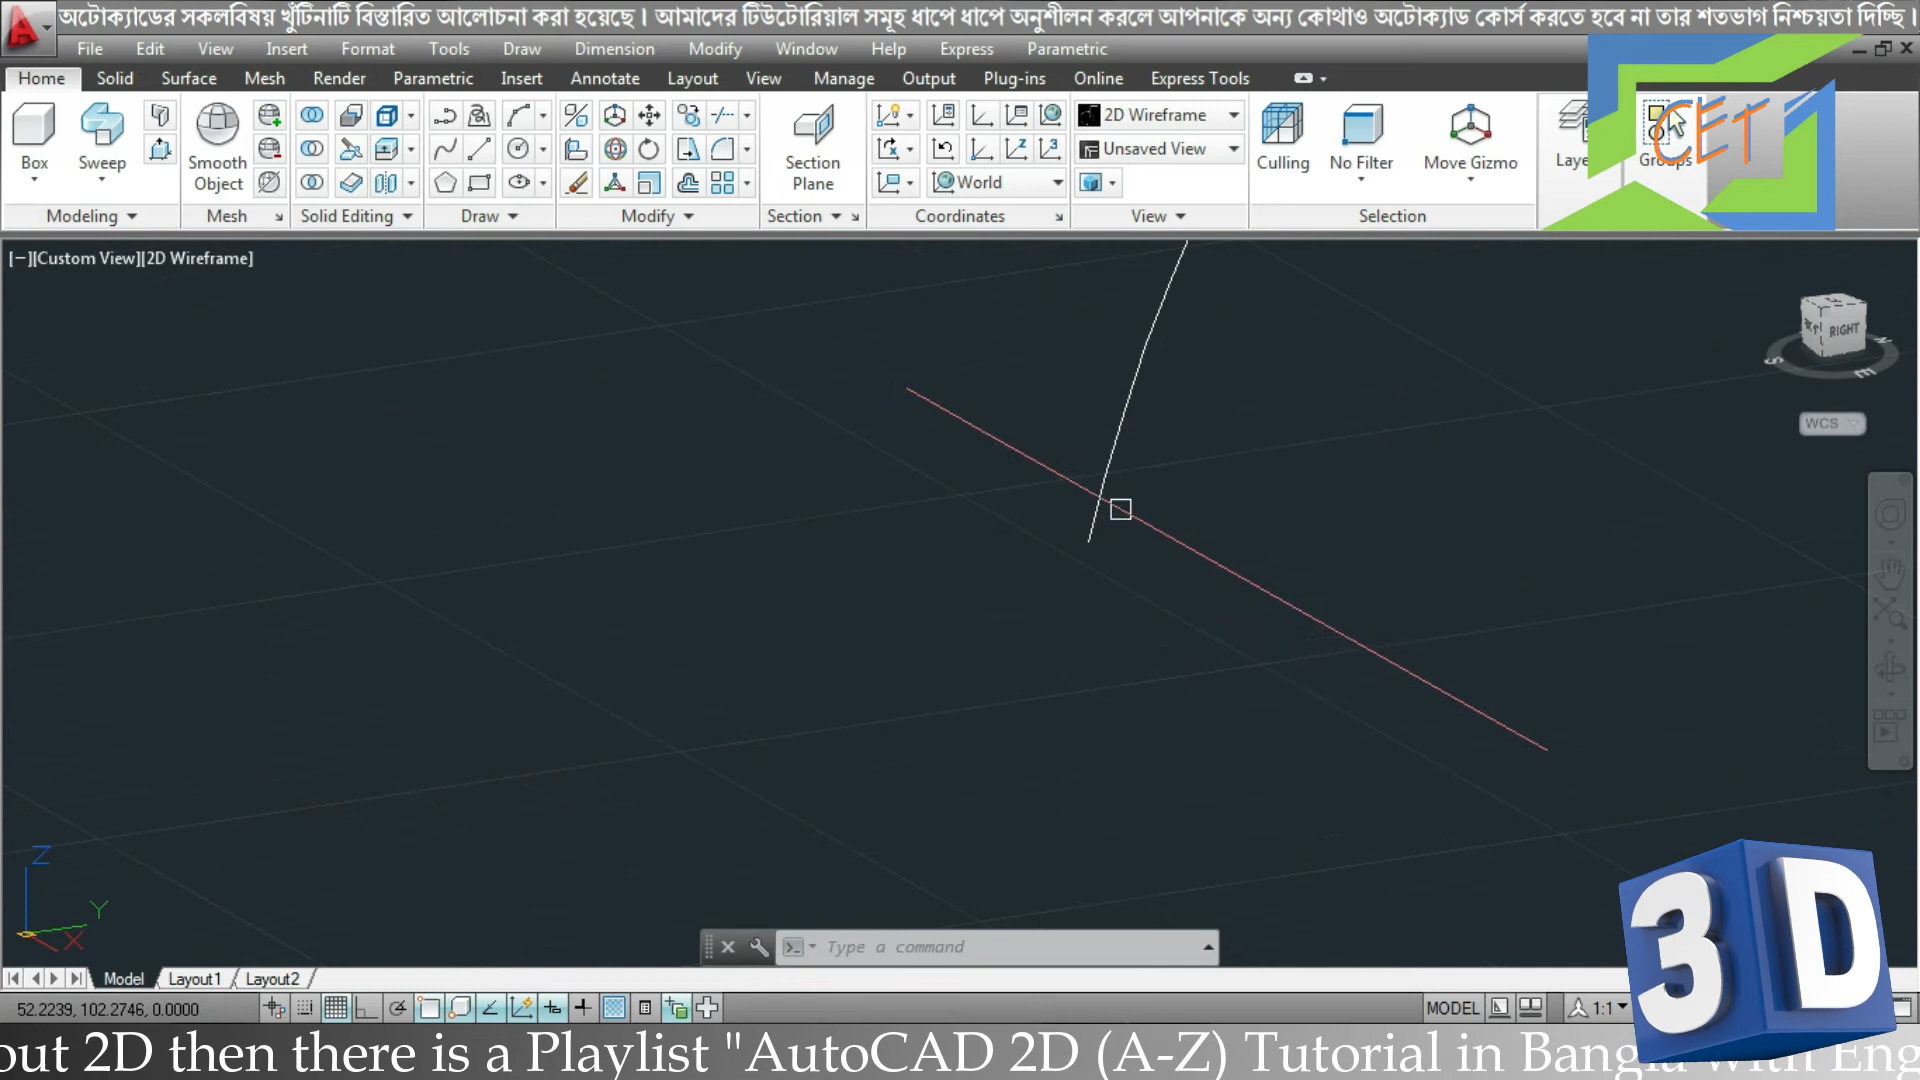 অটোক্যাডের সকলবিষয় খুঁটিনাটি বিস্তারিত আলোচনা করা হয়েছে। আমাদের টিউটোরিয়াল সমূহ ধাপে ধাপে অনুশীলন করলে আপনাকে অন্য কোথাও অটোক্যাড কোর্স করতে হবে না তার শতভাগ নিশ্চয়তা দিচ্ছি।
File Edit View Insert Format Tools Draw Dimension Modify Window Help Express Parametric
Home Solid Surface Mesh Render Parametric Insert Annotate Layout View Manage Output Plug-ins Online Express Tools
2D Wireframe
Unsaved View
World
Box Sweep Smooth Object Section Plane Culling No Filter Move Gizmo Groups
CET
Modeling Mesh Solid Editing Draw Modify Section Coordinates View Selection
[−][Custom View][2D Wireframe]
RIGHT
S E N
WCS
Z
Y
X
Type a command
Model Layout1 Layout2
52.2239, 102.2746, 0.0000 MODEL 1:1
3D
out 2D then there is a Playlist "AutoCAD 2D (A-Z) Tutorial in Bangla with Eng